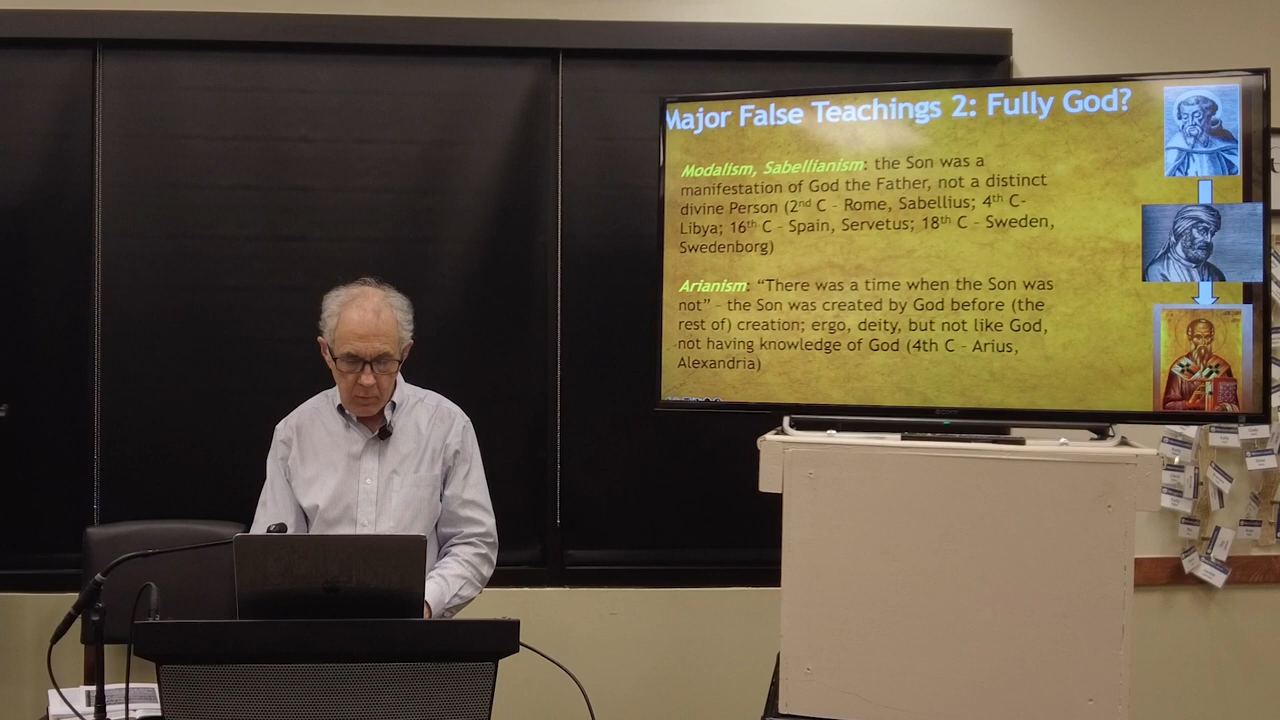 Major False Teachings 2: Fully God?
Modalism, Sabellianism: the Son was a
manifestation of God the Father, not a distinct
divine Person (2nd C – Rome, Sabellius; 4th C-
Libya; 16th C – Spain, Servetus; 18th C – Sweden,
Swedenborg)
Arianism: “There was a time when the Son was
not” – the Son was created by God before (the
rest of) creation; ergo, deity, but not like God,
not having knowledge of God (4th C – Arius,
Alexandria)
SONY